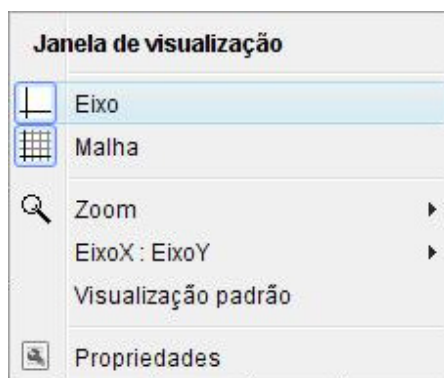 Janela de visualização
Eixo
Malha
Zoom
EixoX : EixoY
Visualização padrão
Propriedades